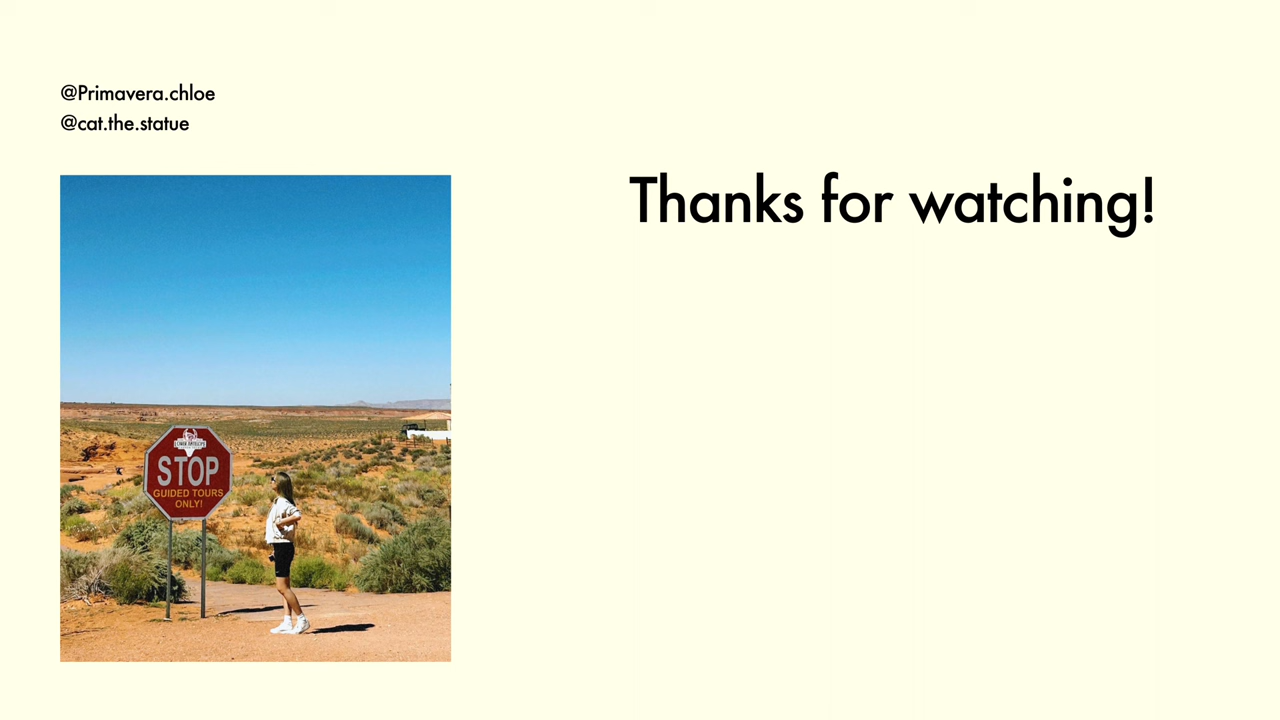 @Primavera.chloe
@cat.the.statue
Thanks for watching!
STOP
GUIDED TOURS
ONLY!